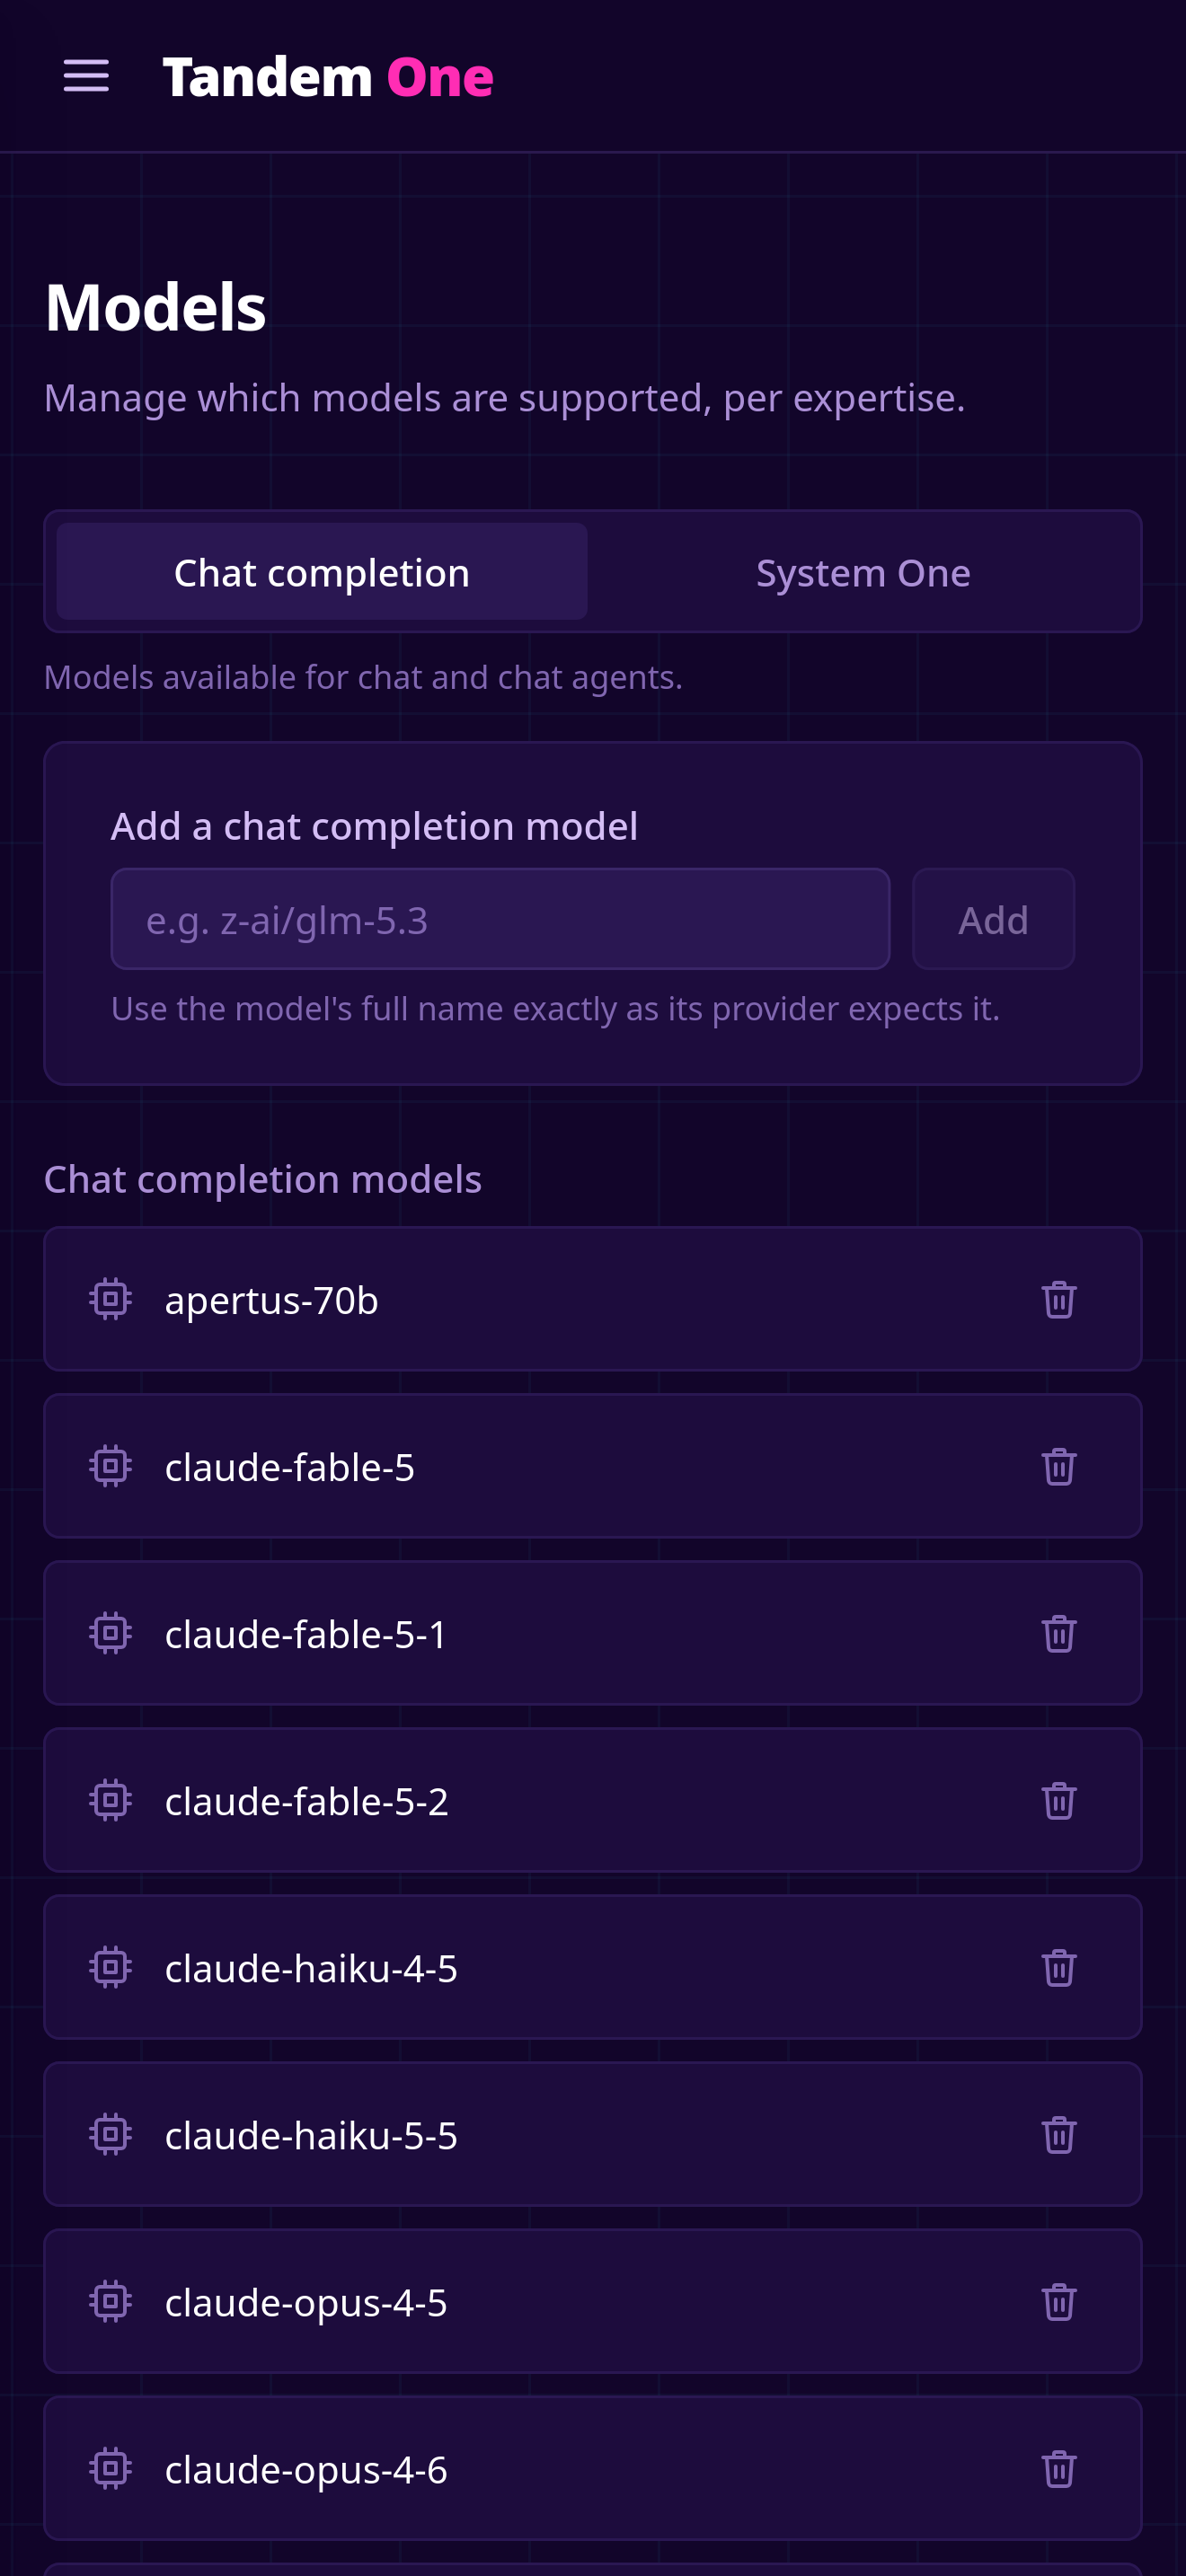 Tandem One
Models
Manage which models are supported, per expertise.
Chat completion
System One
Models available for chat and chat agents.
Add a chat completion model
e.g. z-ai/glm-5.3
Add
Use the model's full name exactly as its provider expects it.
Chat completion models
apertus-70b
claude-fable-5
claude-fable-5-1
claude-fable-5-2
claude-haiku-4-5
claude-haiku-5-5
claude-opus-4-5
claude-opus-4-6